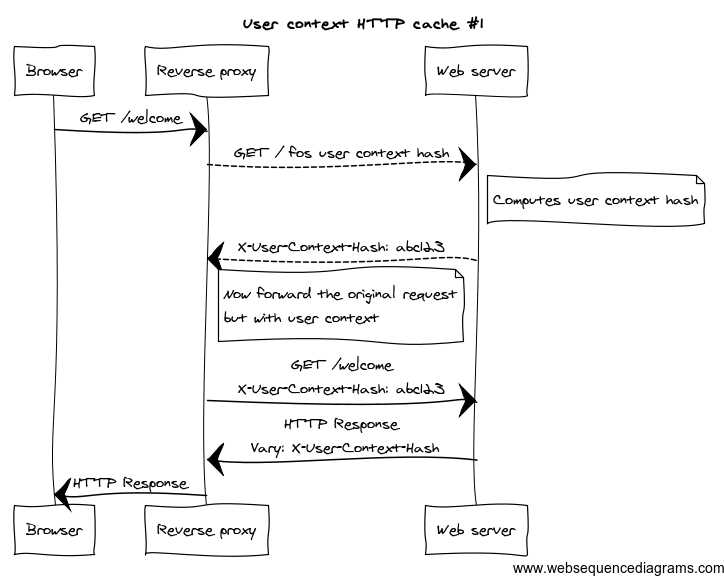 User context HTTP cache #1
Browser
Reverse proxy
Web server
GET /welcome
GET / fos user context hash
Computes user context hash
X-User-Context-Hash: abc123
Now forward the original request
but with user context
GET /welcome
X-User-Context-Hash: abc123
HTTP Response
Vary: X-User-Context-Hash
HTTP Response
Browser
Reverse proxy
Web server
www.websequencediagrams.com